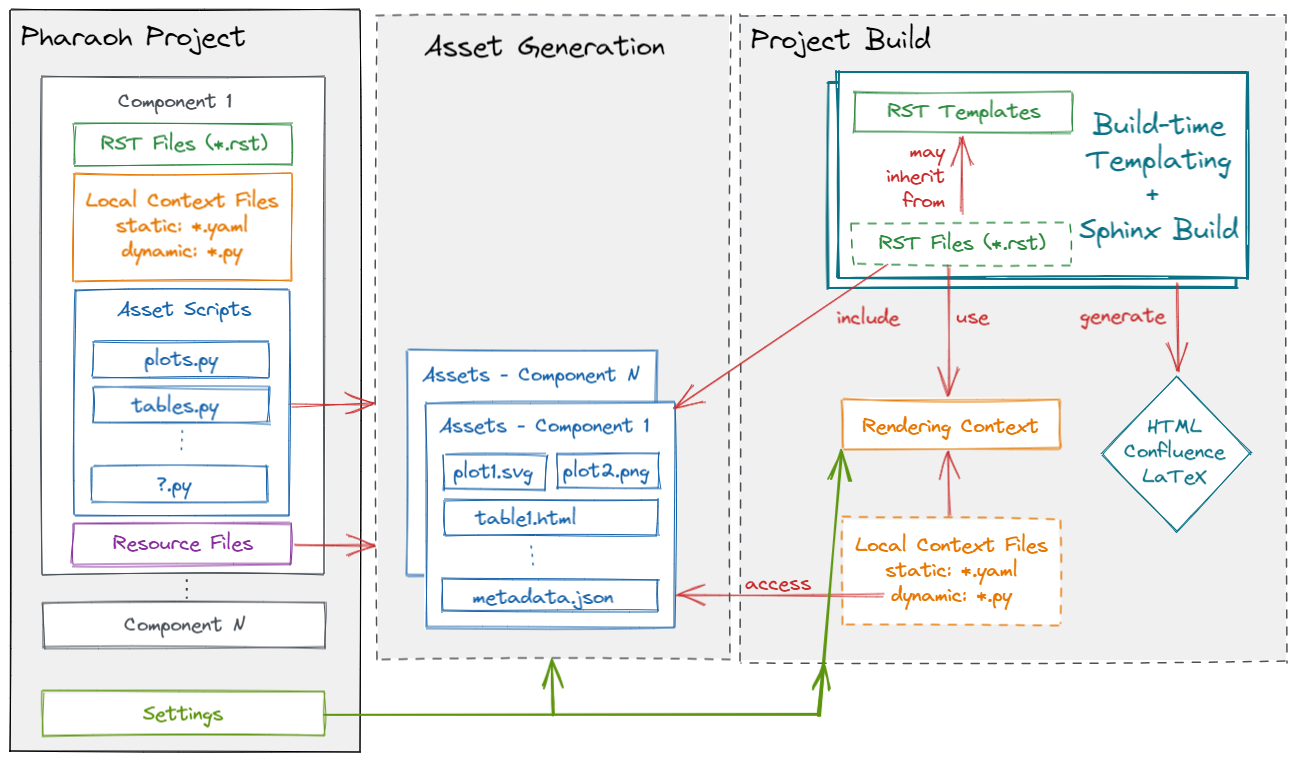 Pharaoh Project
Component 1
RST Files (*.rst)
Local Context Files
static: *.yaml
dynamic: *.py
Asset Scripts
plots.py
tables.py
?.py
Resource Files
Component N
Settings
Asset Generation
Assets - Component N
Assets - Component 1
plot1.svg
plot2.png
table1.html
metadata.json
Project Build
RST Templates
may
inherit
from
RST Files (*.rst)
Build-time
Templating
+
Sphinx Build
include
use
generate
Rendering Context
HTML
Confluence
LaTeX
Local Context Files
static: *.yaml
dynamic: *.py
access